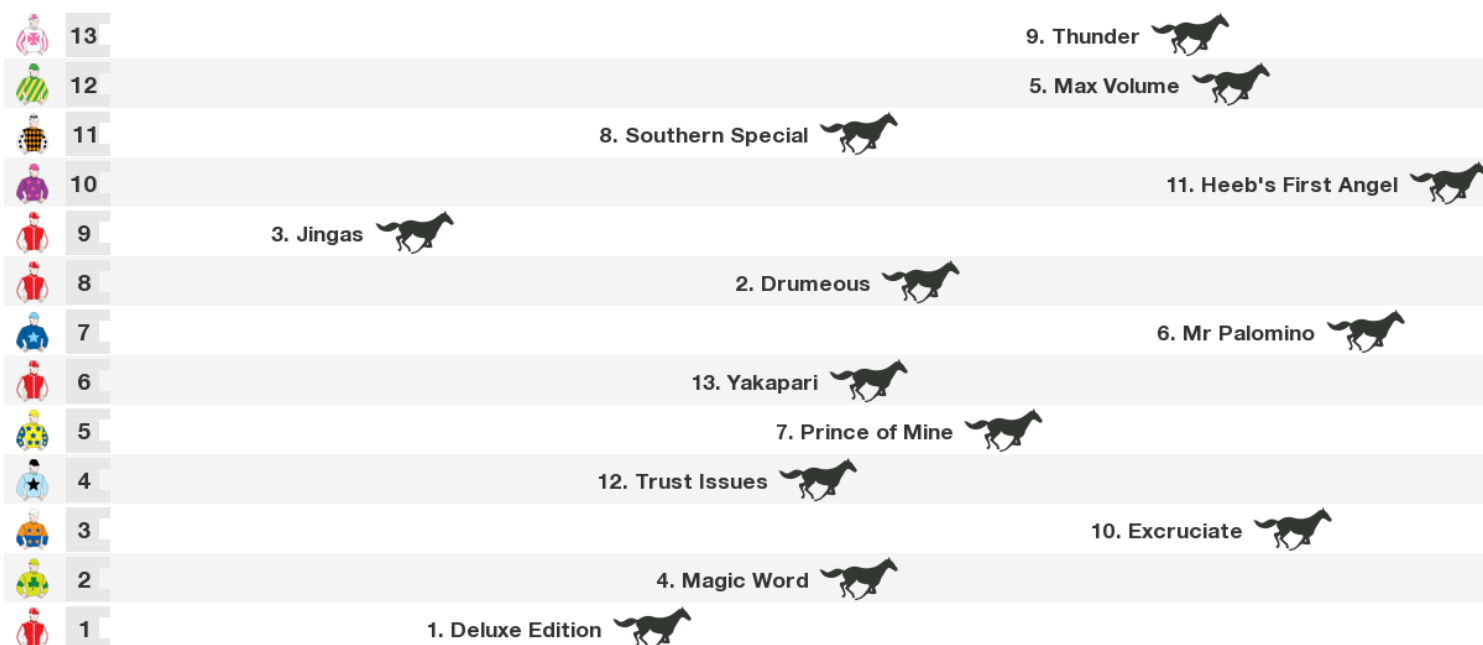 13 9. Thunder
12 5. Max Volume
11 8. Southern Special
10 11. Heeb's First Angel
9 3. Jingas
8 2. Drumeous
7 6. Mr Palomino
6 13. Yakapari
5 7. Prince of Mine
4 12. Trust Issues
3 10. Excruciate
2 4. Magic Word
1 1. Deluxe Edition